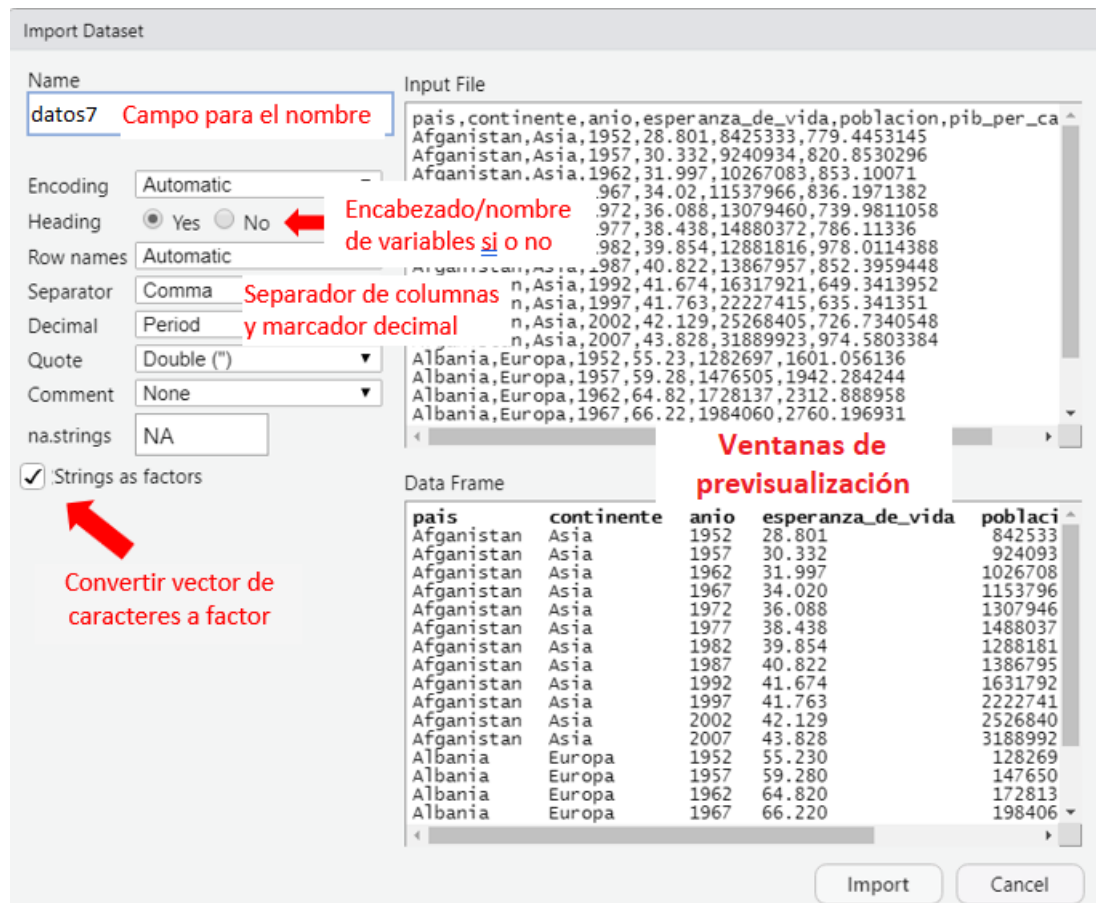 Import Dataset
Name
datos7
Campo para el nombre
Encoding
Automatic
Heading
Yes
No
Encabezado/nombre
de variables si o no
Row names
Automatic
Separator
Comma
Separador de columnas
y marcador decimal
Decimal
Period
Quote
Double (")
Comment
None
na.strings
NA
Strings as factors
Convertir vector de
caracteres a factor
Input File
pais,continente,anio,esperanza_de_vida,poblacion,pib_per_ca
Afganistan,Asia,1952,28.801,8425333,779.4453145
Afganistan,Asia,1957,30.332,9240934,820.8530296
Afganistan,Asia,1962,31.997,10267083,853.10071
.967,34.02,11537966,836.1971382
.972,36.088,13079460,739.9811058
.977,38.438,14880372,786.11336
.982,39.854,12881816,978.0114388
Afganistan,Asia,1987,40.822,13867957,852.3959448
n,Asia,1992,41.674,16317921,649.3413952
n,Asia,1997,41.763,22227415,635.341351
n,Asia,2002,42.129,25268405,726.7340548
n,Asia,2007,43.828,31889923,974.5803384
Albania,Europa,1952,55.23,1282697,1601.056136
Albania,Europa,1957,59.28,1476505,1942.284244
Albania,Europa,1962,64.82,1728137,2312.888958
Albania,Europa,1967,66.22,1984060,2760.196931
Ventanas de
previsualización
Data Frame
pais continente anio esperanza_de_vida poblaci
Afganistan Asia 1952 28.801 842533
Afganistan Asia 1957 30.332 924093
Afganistan Asia 1962 31.997 1026708
Afganistan Asia 1967 34.020 1153796
Afganistan Asia 1972 36.088 1307946
Afganistan Asia 1977 38.438 1488037
Afganistan Asia 1982 39.854 1288181
Afganistan Asia 1987 40.822 1386795
Afganistan Asia 1992 41.674 1631792
Afganistan Asia 1997 41.763 2222741
Afganistan Asia 2002 42.129 2526840
Afganistan Asia 2007 43.828 3188992
Albania Europa 1952 55.230 128269
Albania Europa 1957 59.280 147650
Albania Europa 1962 64.820 172813
Albania Europa 1967 66.220 198406
Import
Cancel